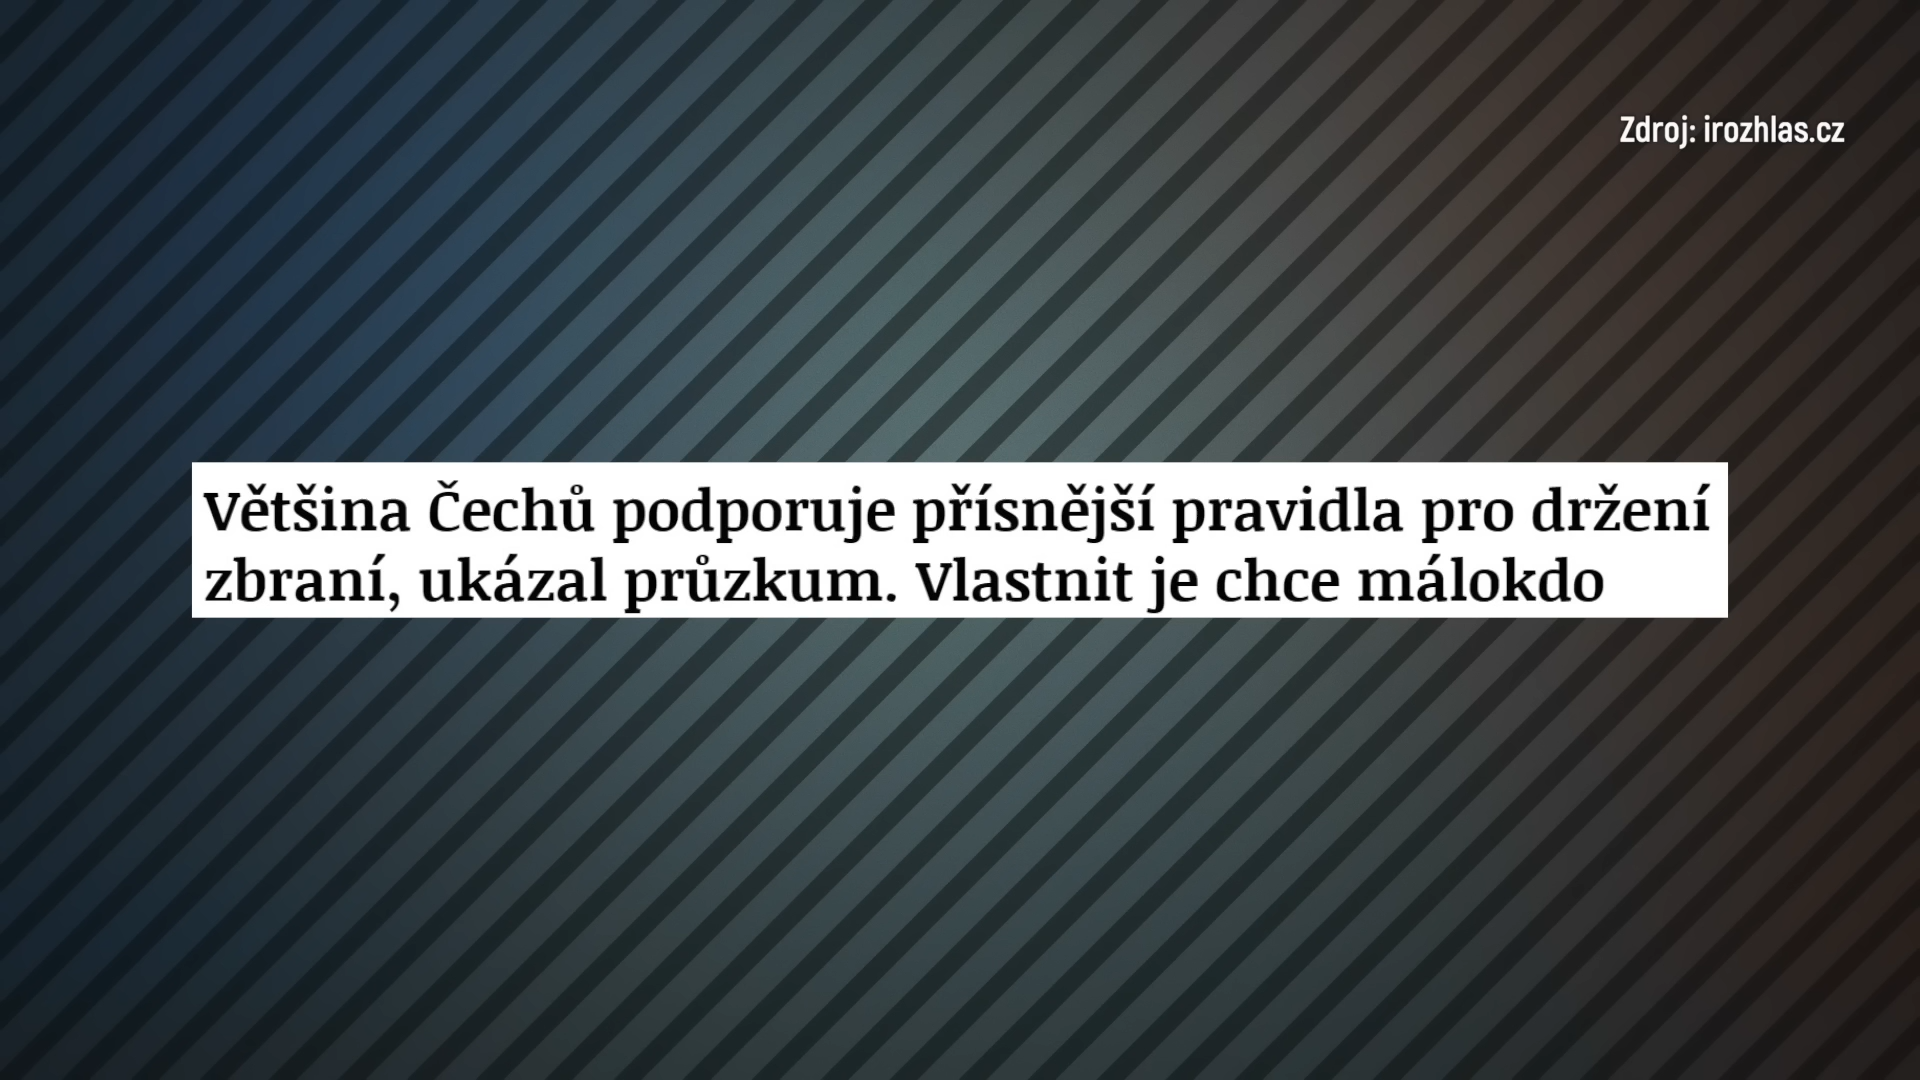 Zdroj: irozhlas.cz
Většina Čechů podporuje přísnější pravidla pro držení
zbraní, ukázal průzkum. Vlastnit je chce málokdo